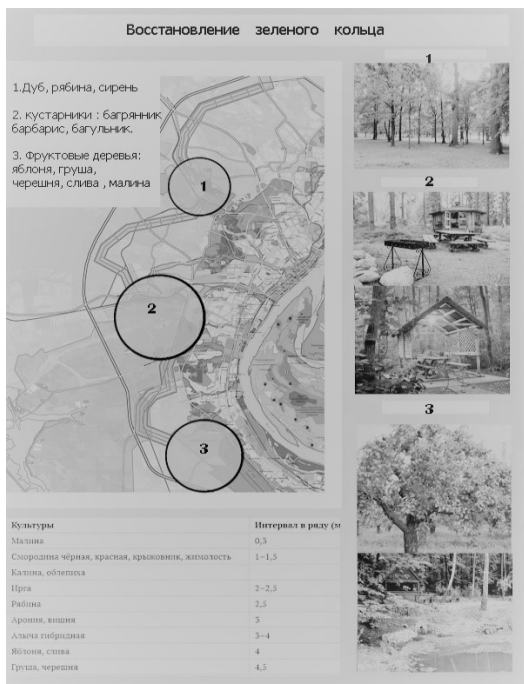 Восстановление зеленого кольца
1.Дуб, рябина, сирень
2. кустарники : багрянник
барбарис, багульник.
3. Фруктовые деревья:
яблоня, груша,
черешня, слива , малина
1
2
3
1
2
3
Культуры Интервал в ряду (м
Малина 0,3
Смородина чёрная, красная, крыжовник, жимолость 1–1,5
Калина, облепиха
Ирга 2–2,5
Рябина 2,5
Арония, вишня 3
Алыча гибридная 3–4
Яблоня, слива 4
Груша, черешня 4,5